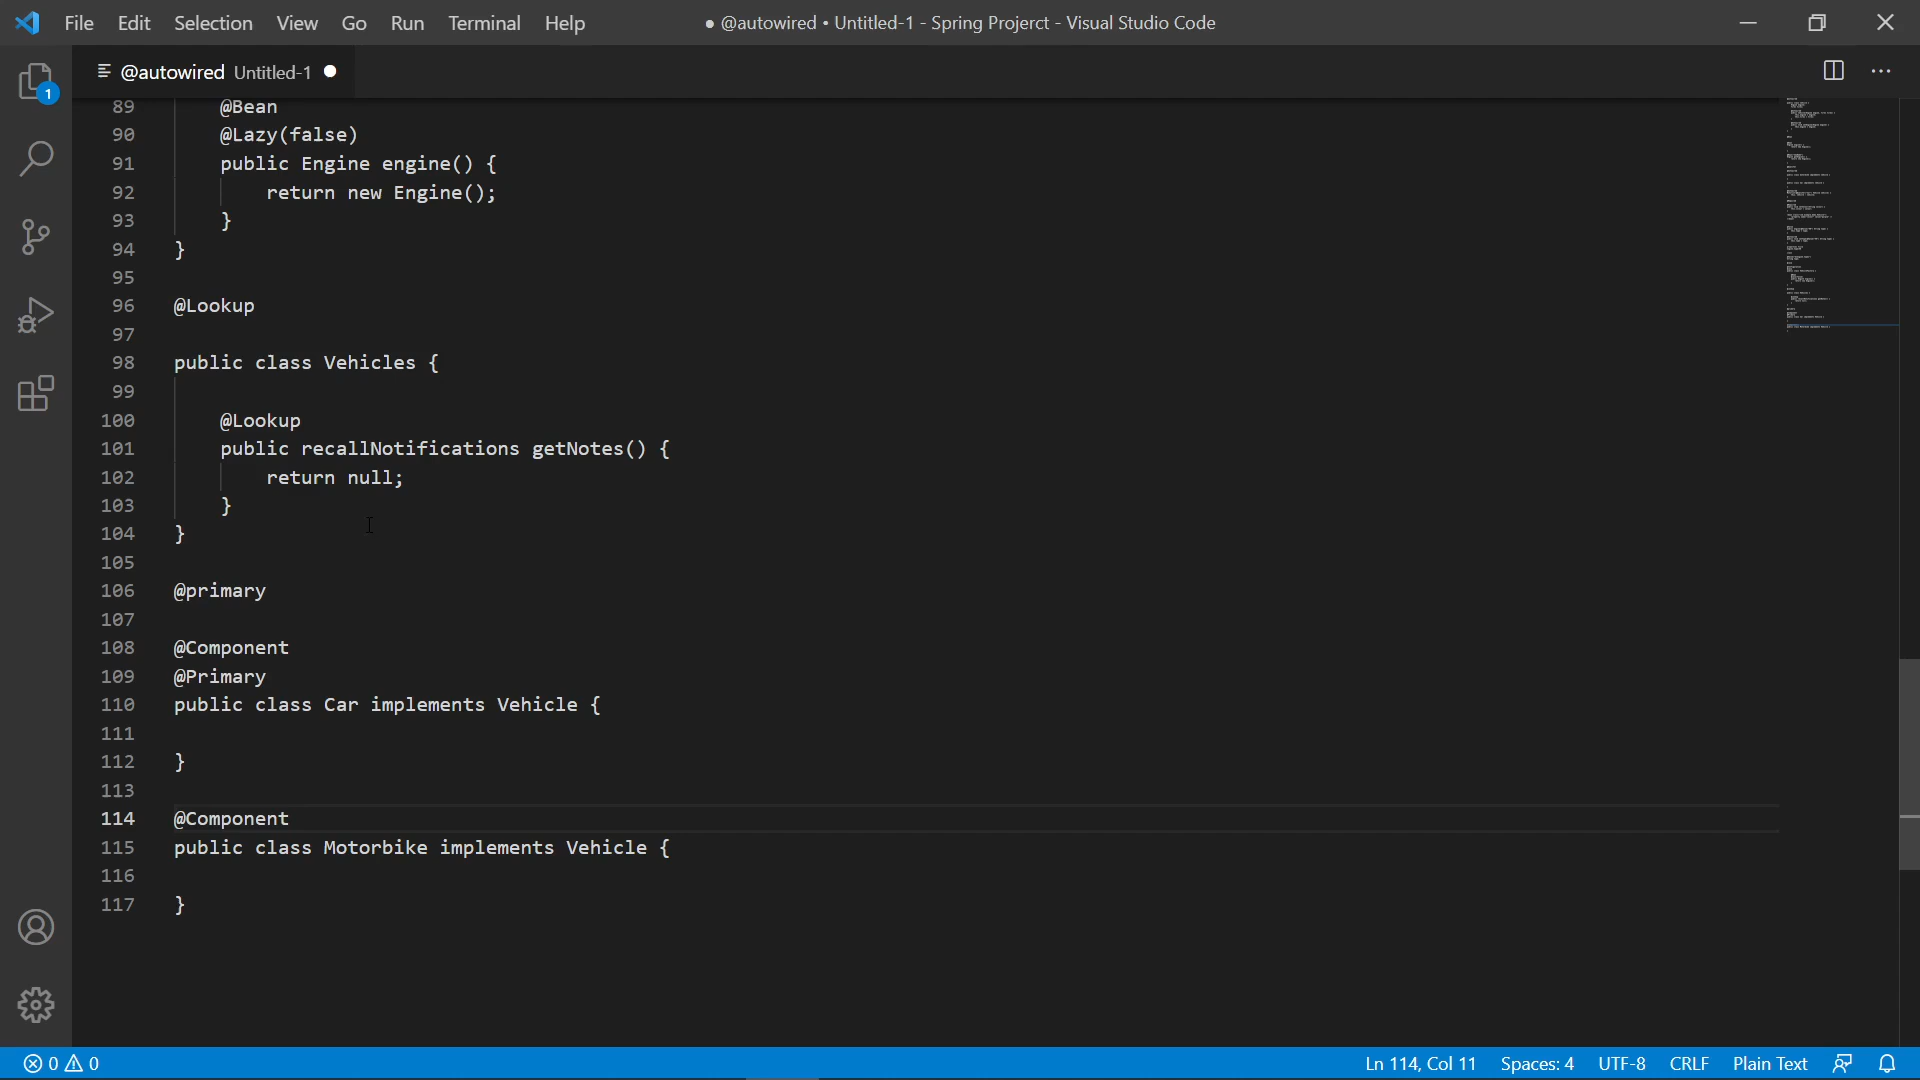 File Edit Selection View Go Run Terminal Help ● @autowired • Untitled-1 - Spring Projerct - Visual Studio Code
1
@autowired Untitled-1 ●
89 @Bean
90 @Lazy(false)
91 public Engine engine() {
92 return new Engine();
93 }
94 }
95
96 @Lookup
97
98 public class Vehicles {
99
100 @Lookup
101 public recallNotifications getNotes() {
102 return null;
103 }
104 }
105
106 @primary
107
108 @Component
109 @Primary
110 public class Car implements Vehicle {
111
112 }
113
114 @Component
115 public class Motorbike implements Vehicle {
116
117 }
0 0 Ln 114, Col 11 Spaces: 4 UTF-8 CRLF Plain Text